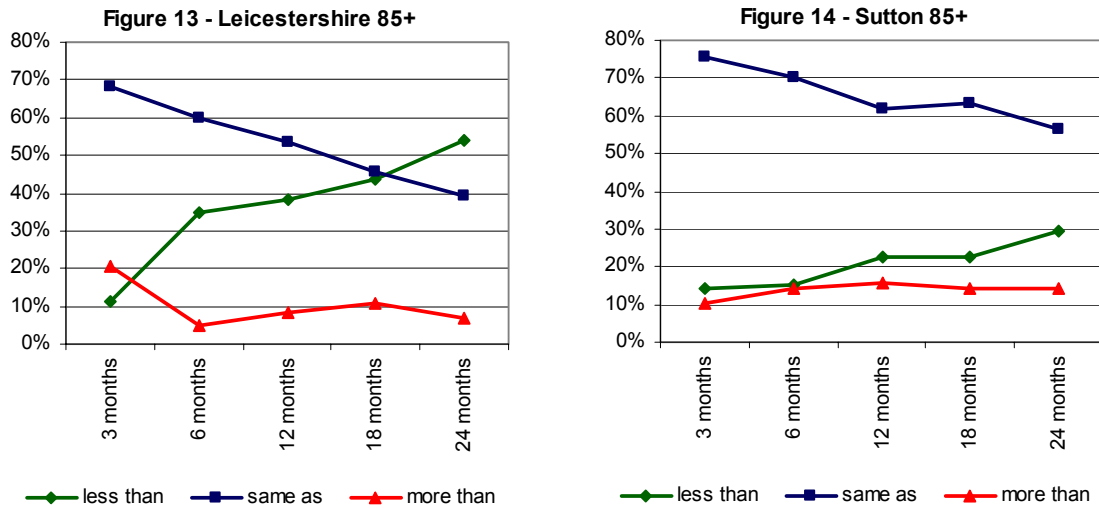 Figure 13 - Leicestershire 85+
80%
70%
60%
50%
40%
30%
20%
10%
0%
3 months
6 months
12 months
18 months
24 months
less than same as more than
Figure 14 - Sutton 85+
80%
70%
60%
50%
40%
30%
20%
10%
0%
3 months
6 months
12 months
18 months
24 months
less than same as more than